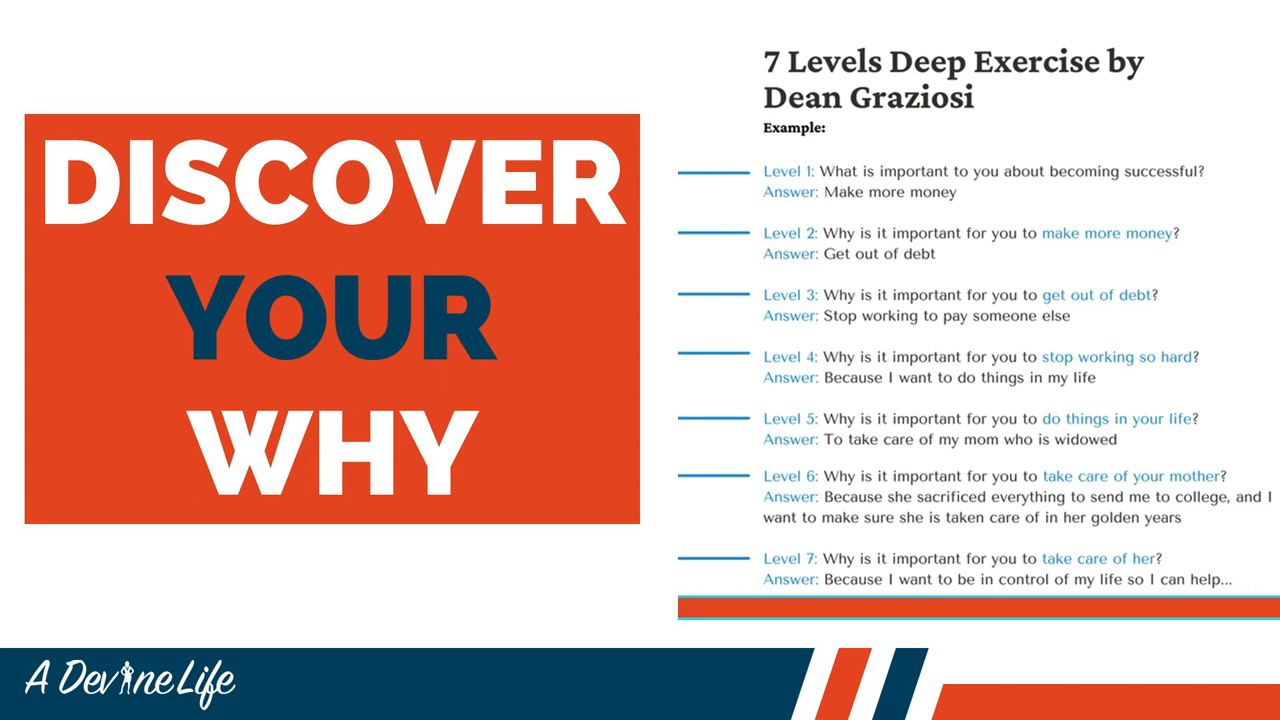 DISCOVER
YOUR
WHY
7 Levels Deep Exercise by
Dean Graziosi
Example:
Level 1: What is important to you about becoming successful?
Answer: Make more money
Level 2: Why is it important for you to make more money?
Answer: Get out of debt
Level 3: Why is it important for you to get out of debt?
Answer: Stop working to pay someone else
Level 4: Why is it important for you to stop working so hard?
Answer: Because I want to do things in my life
Level 5: Why is it important for you to do things in your life?
Answer: To take care of my mom who is widowed
Level 6: Why is it important for you to take care of your mother?
Answer: Because she sacrificed everything to send me to college, and I
want to make sure she is taken care of in her golden years
Level 7: Why is it important for you to take care of her?
Answer: Because I want to be in control of my life so I can help...
A Devine Life